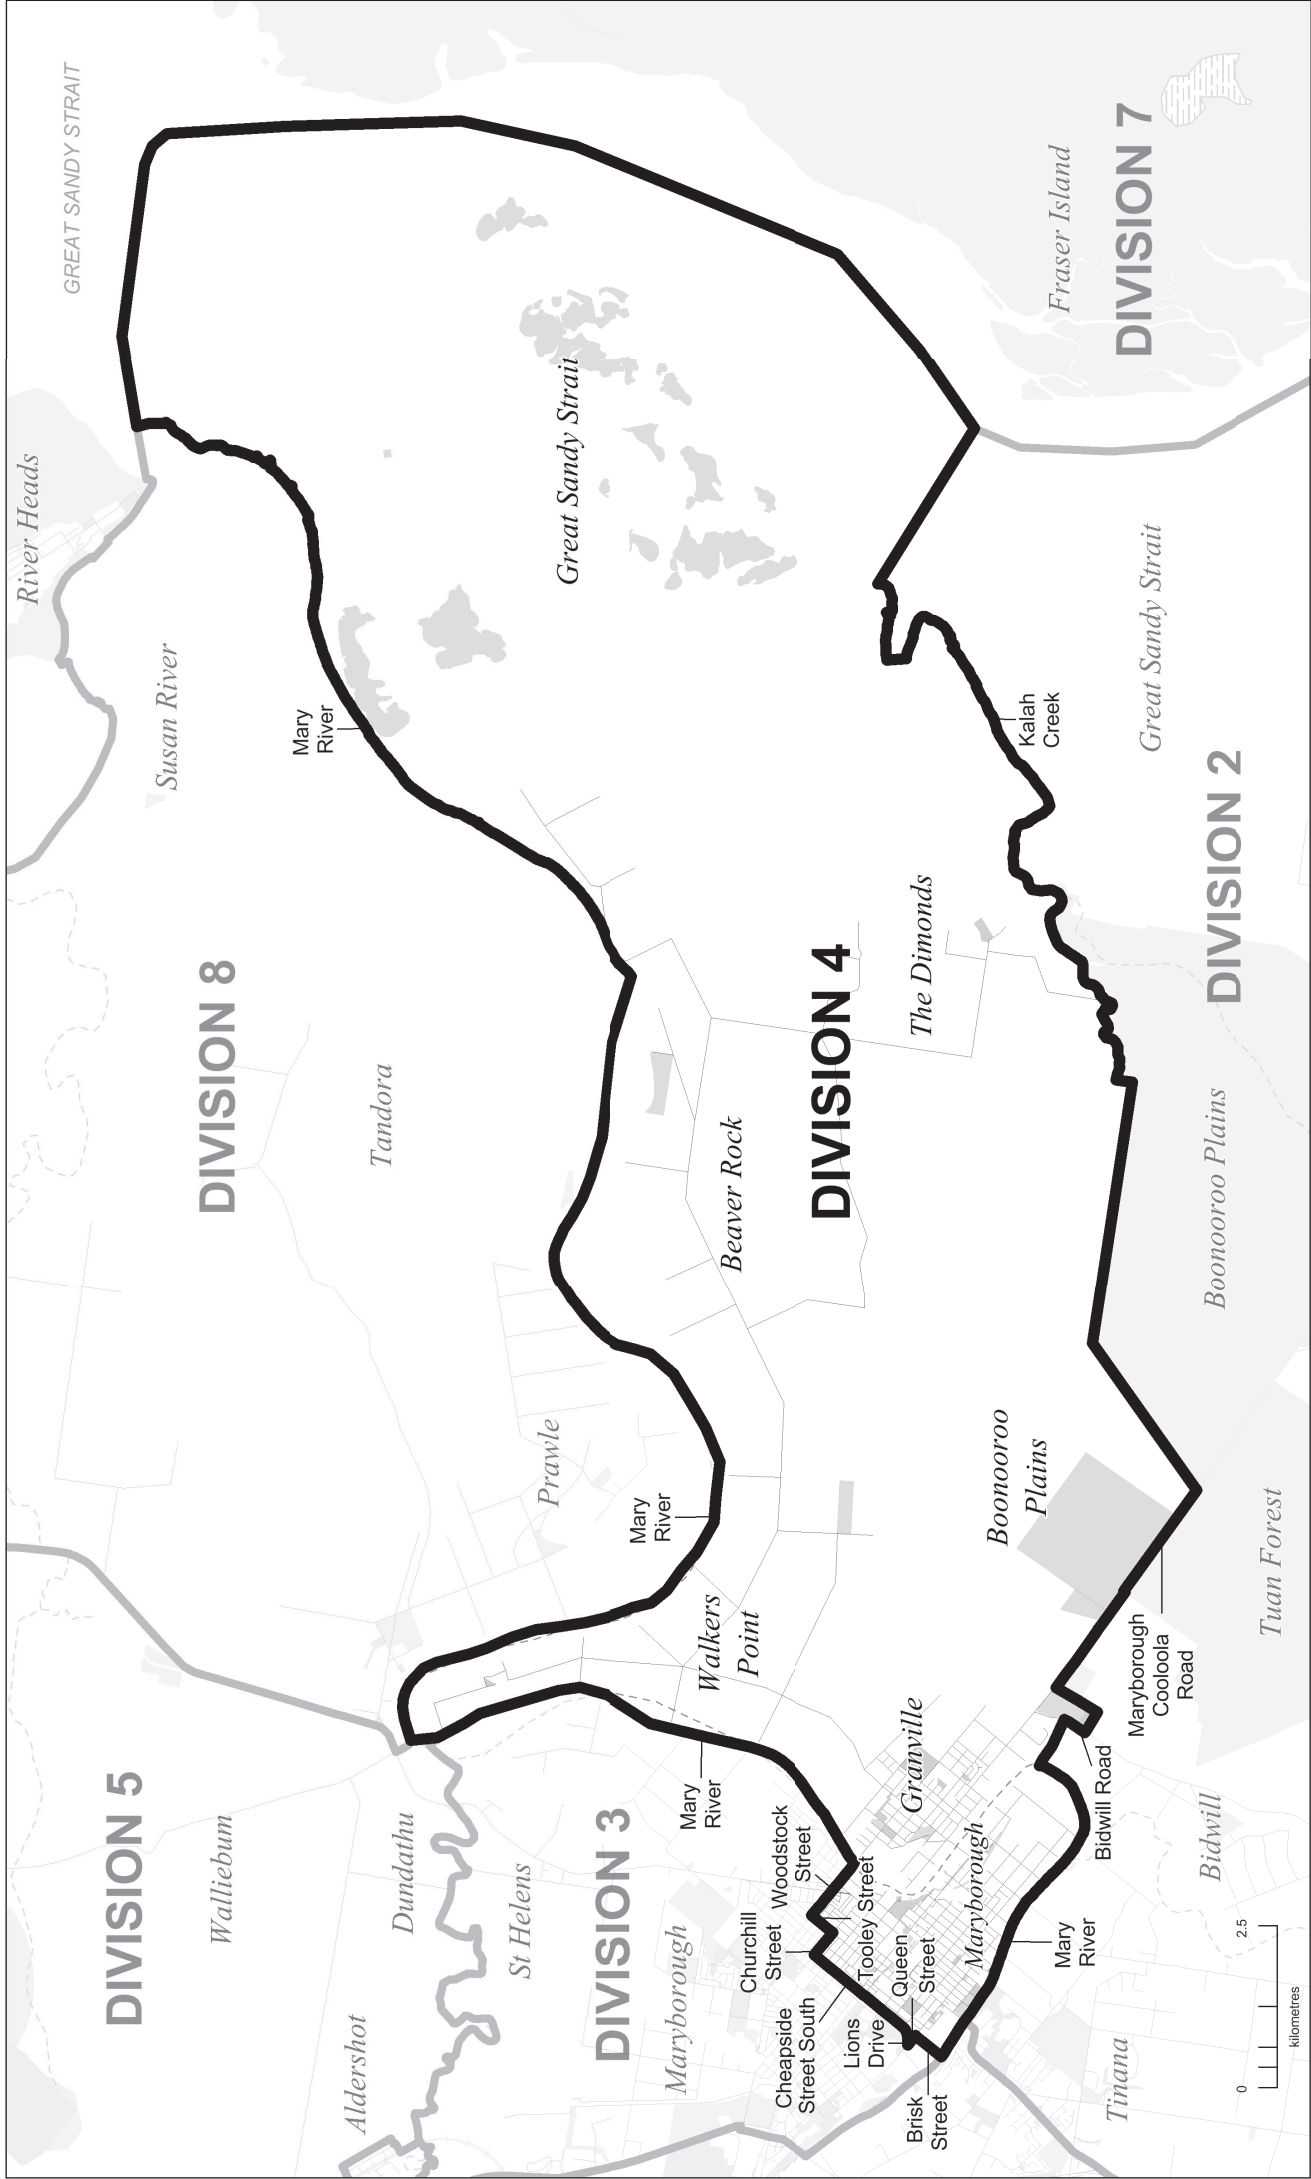 GREAT SANDY STRAIT
River Heads
Susan River
DIVISION 8
Tandora
DIVISION 5
Walliebum
Dundathu
Aldershot
St Helens
DIVISION 3
Maryborough
Prawle
Mary
River
Great Sandy Strait
Mary
River
Mary
River
Walkers
Point
Beaver Rock
DIVISION 4
The Dimonds
Boonooroo
Plains
Granville
Maryborough
Woodstock
Street
Churchill
Street
Tooley Street
Queen
Street
Cheapside
Street South
Lions
Drive
Brisk
Street
Mary
River
Bidwill Road
Maryborough
Cooloola
Road
Kalah
Creek
Great Sandy Strait
Fraser Island
DIVISION 7
DIVISION 2
Boonooroo Plains
Tuan Forest
Bidwill
Tinana
0
2.5
kilometres